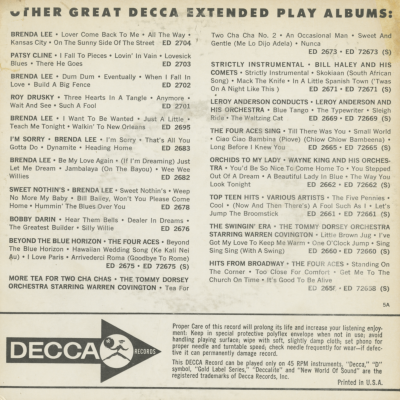 OTHER GREAT DECCA EXTENDED PLAY ALBUMS:
BRENDA LEE • Lover Come Back To Me • All The Way •
Kansas City • On The Sunny Side Of The Street ED 2704
PATSY CLINE • I Fall To Pieces • Lovin' In Vain • Lovesick
Blues • There He Goes ED 2703
BRENDA LEE • Dum Dum • Eventually • When I Fall In
Love • Build A Big Fence ED 2702
ROY DRUSKY • Three Hearts In A Tangle • Anymore •
Wait And See • Such A Fool ED 2701
BRENDA LEE • I Want To Be Wanted • Just A Little •
Teach Me Tonight • Walkin' To New Orleans ED 2695
I'M SORRY • BRENDA LEE • I'm Sorry • That's All You
Gotta Do • Dynamite • Heading Home ED 2683
BRENDA LEE • Be My Love Again • (If I'm Dreaming) Just
Let Me Dream • Jambalaya (On The Bayou) • Wee Wee
Willies ED 2682
SWEET NOTHIN'S • BRENDA LEE • Sweet Nothin's • Weep
No More My Baby • Bill Bailey, Won't You Please Come
Home • Hummin' The Blues Over You ED 2678
BOBBY DARIN • Hear Them Bells • Dealer In Dreams •
The Greatest Builder • Silly Willie ED 2676
BEYOND THE BLUE HORIZON • THE FOUR ACES • Beyond
The Blue Horizon • Hawaiian Wedding Song (Ke Kali Nei
Au) • I Love Paris • Arrivederci Roma (Goodbye To Rome)
ED 2675 • ED 72675 (S)
MORE TEA FOR TWO CHA CHAS • THE TOMMY DORSEY
ORCHESTRA STARRING WARREN COVINGTON • Tea For
Two Cha Cha No. 2 • An Occasional Man • Sweet And
Gentle (Me Lo Dijo Adela) • Nunca
ED 2673 • ED 72673 (S)
STRICTLY INSTRUMENTAL • BILL HALEY AND HIS
COMETS • Strictly Instrumental • Skokiaan (South African
Song) • Mack The Knife • In A Little Spanish Town ('Twas
On A Night Like This) ED 2671 • ED 72671 (S)
LEROY ANDERSON CONDUCTS • LEROY ANDERSON AND
HIS ORCHESTRA • Blue Tango • The Typewriter • Sleigh
Ride • The Waltzing Cat ED 2669 • ED 72669 (S)
THE FOUR ACES SING • Till There Was You • Small World
• Ciao Ciao Bambina (Piove) (Chiow Chiow Bambeena) •
Long Before I Knew You ED 2665 • ED 72665 (S)
ORCHIDS TO MY LADY • WAYNE KING AND HIS ORCHES-
TRA • You'd Be So Nice To Come Home To • You Stepped
Out Of A Dream • A Beautiful Lady In Blue • The Way You
Look Tonight ED 2662 • ED 72662 (S)
TOP TEEN HITS • VARIOUS ARTISTS • The Five Pennies •
Cool • (Now And Then There's) A Fool Such As I • Let's
Jump The Broomstick ED 2661 • ED 72661 (S)
THE SWINGIN' ERA • THE TOMMY DORSEY ORCHESTRA
STARRING WARREN COVINGTON • Little Brown Jug • I've
Got My Love To Keep Me Warm • One O'Clock Jump • Sing
Sing Sing (With A Swing) ED 2660 • ED 72660 (S)
HITS FROM BROADWAY • THE FOUR ACES • Standing On
The Corner • Too Close For Comfort • Get Me To The
Church On Time • It's Good To Be Alive
ED 2658 • ED 72658 (S)
5A
DECCA RECORDS
Proper Care of this record will prolong its life and increase your listening enjoy-
ment: Keep in special protective polyflex envelope when not in use; avoid
handling playing surface; wipe with soft, slightly damp cloth; set phono for
proper needle and turntable speed, check needle frequently for wear—if defec-
tive it can permanently damage record.
This DECCA Record can be played only on 45 RPM instruments, "Decca," "D"
symbol, "Gold Label Series," "Deccalite" and "New World Of Sound" are the
registered trademarks of Decca Records, Inc.
Printed in U.S.A.